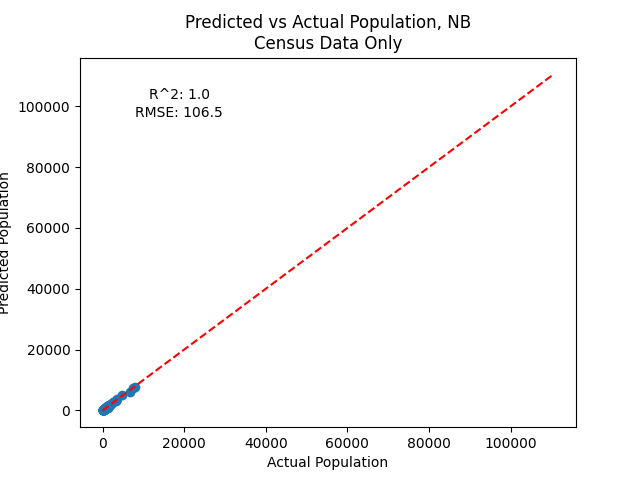 Predicted vs Actual Population, NB
Census Data Only
R^2: 1.0
RMSE: 106.5
100000
80000
60000
40000
20000
0
Predicted Population
0 20000 40000 60000 80000 100000
Actual Population